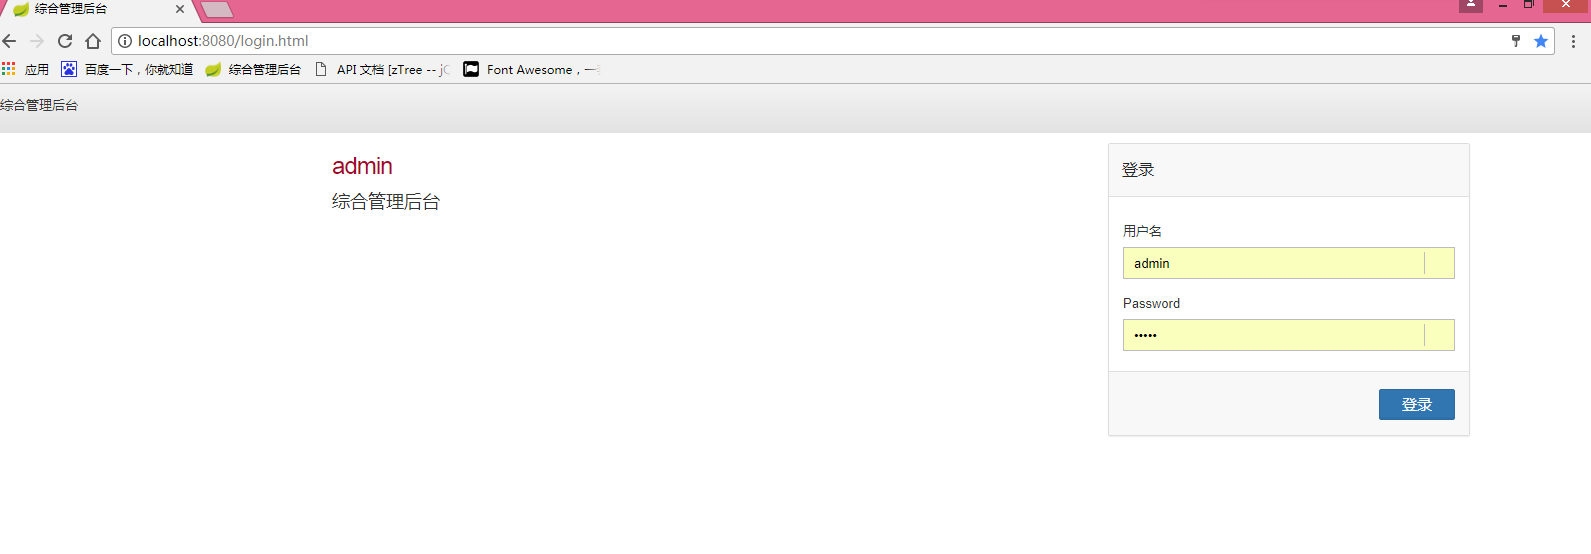 综合管理后台
localhost:8080/login.html
应用 百度一下，你就知道 综合管理后台 API 文档 [zTree -- jQ Font Awesome，一
综合管理后台
admin
综合管理后台
登录
用户名
admin
Password
•••••
登录